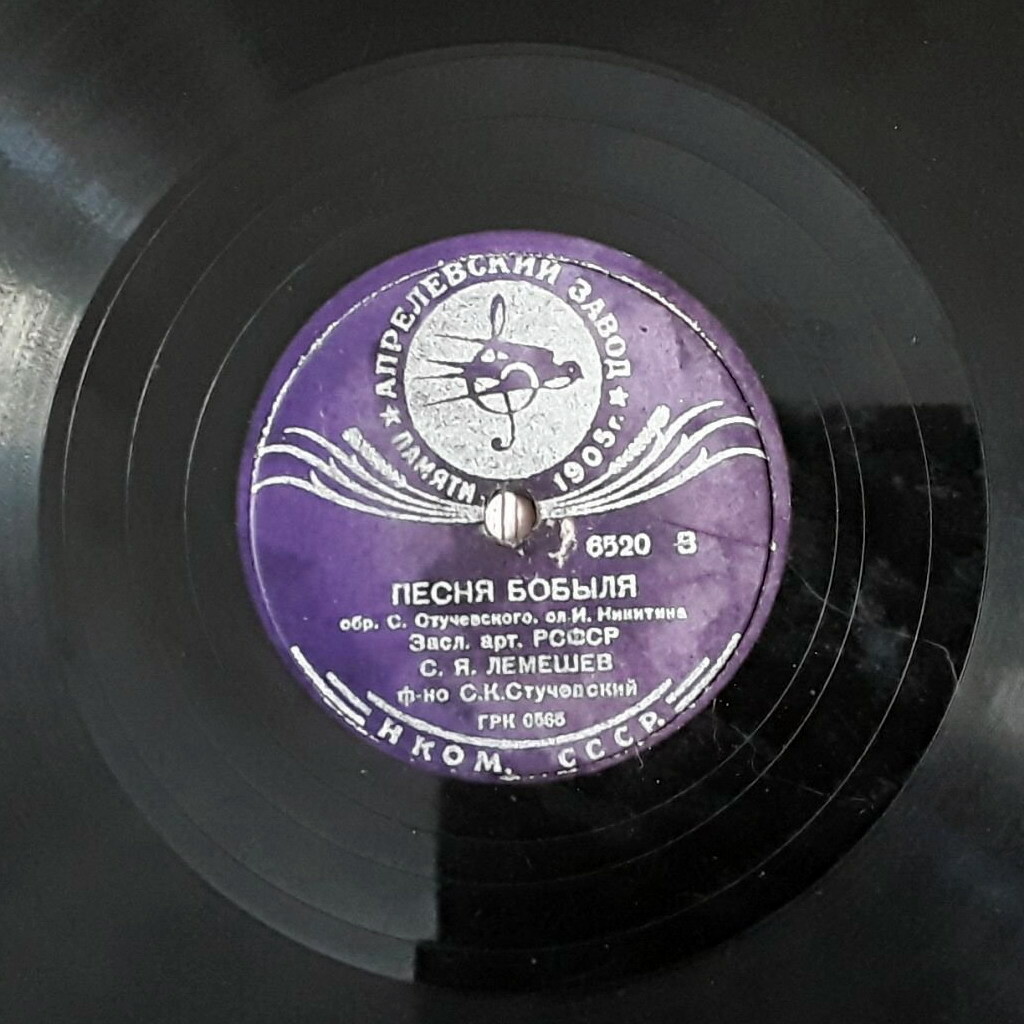 ★ АПРЕЛЕВСКИЙ ЗАВОД ★
ПАМЯТИ 1905 г.
6520 В
ПЕСНЯ БОБЫЛЯ
обр. С. Стучевского, сл. И. Никитина
Засл. арт. РСФСР
С. Я. ЛЕМЕШЕВ
ф-но С.К.Стучевский
ГРК 0565
НКОМ. СССР.